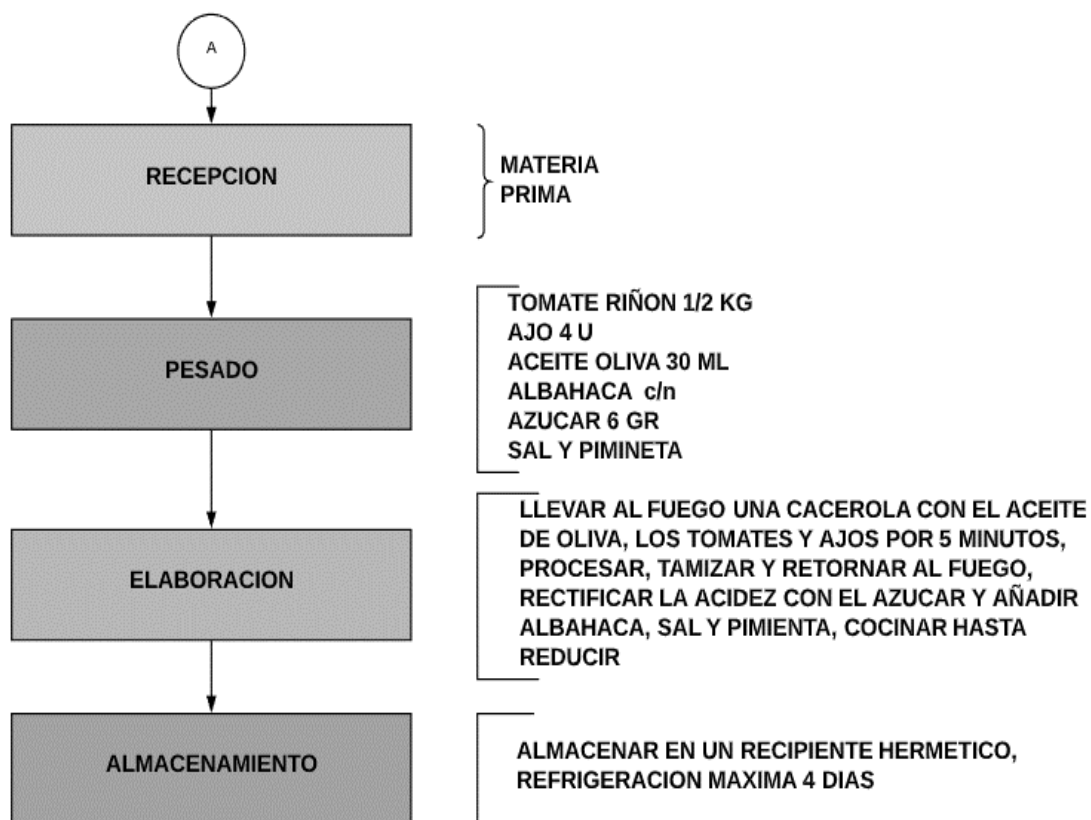 A
RECEPCION
MATERIA
PRIMA
PESADO
TOMATE RIÑON 1/2 KG
AJO 4 U
ACEITE OLIVA 30 ML
ALBAHACA c/n
AZUCAR 6 GR
SAL Y PIMINETA
ELABORACION
LLEVAR AL FUEGO UNA CACEROLA CON EL ACEITE
DE OLIVA, LOS TOMATES Y AJOS POR 5 MINUTOS,
PROCESAR, TAMIZAR Y RETORNAR AL FUEGO,
RECTIFICAR LA ACIDEZ CON EL AZUCAR Y AÑADIR
ALBAHACA, SAL Y PIMIENTA, COCINAR HASTA
REDUCIR
ALMACENAMIENTO
ALMACENAR EN UN RECIPIENTE HERMETICO,
REFRIGERACION MAXIMA 4 DIAS